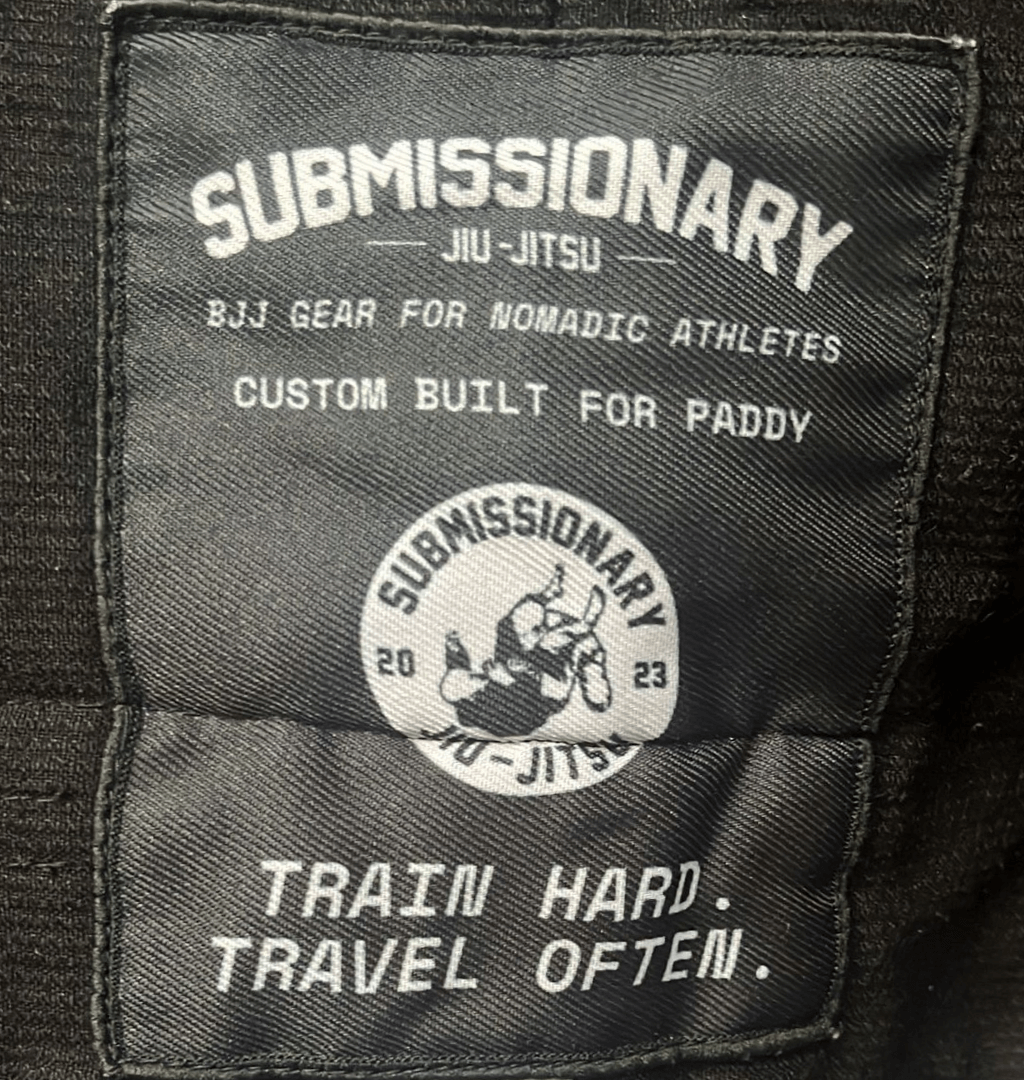 SUBMISSIONARY
JIU-JITSU
BJJ GEAR FOR NOMADIC ATHLETES
CUSTOM BUILT FOR PADDY
SUBMISSIONARY
20 23
JIU-JITSU
TRAIN HARD.
TRAVEL OFTEN.